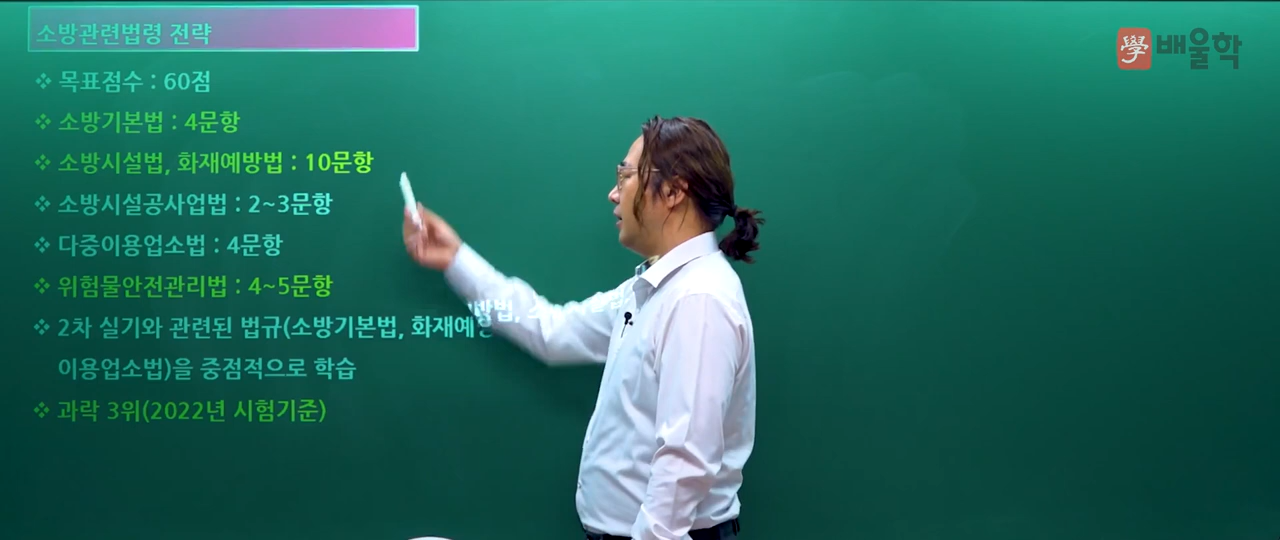 소방관련법령 전략
學 배울학
❖ 목표점수 : 60점
❖ 소방기본법 : 4문항
❖ 소방시설법, 화재예방법 : 10문항
❖ 소방시설공사업법 : 2~3문항
❖ 다중이용업소법 : 4문항
❖ 위험물안전관리법 : 4~5문항
❖ 2차 실기와 관련된 법규(소방기본법, 화재예방법,
이용업소법)을 중점적으로 학습
❖ 과락 3위(2022년 시험기준)